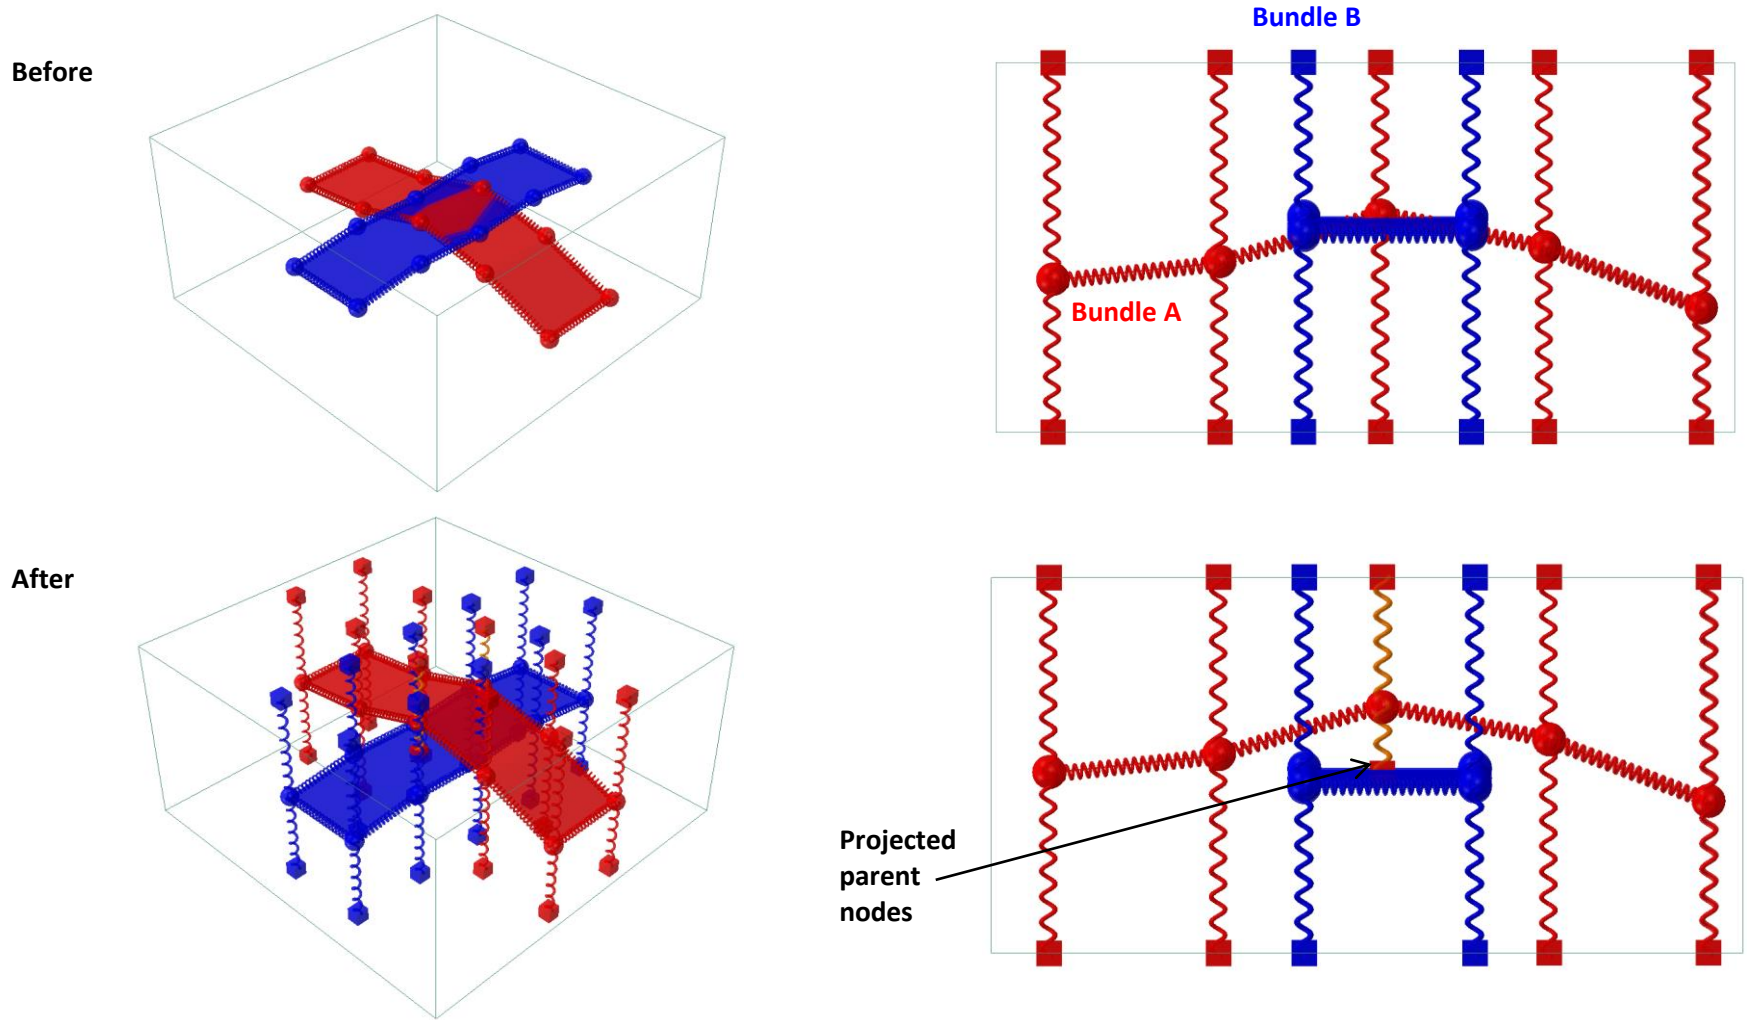 Bundle B
Before
Bundle A
After
Projected
parent
nodes